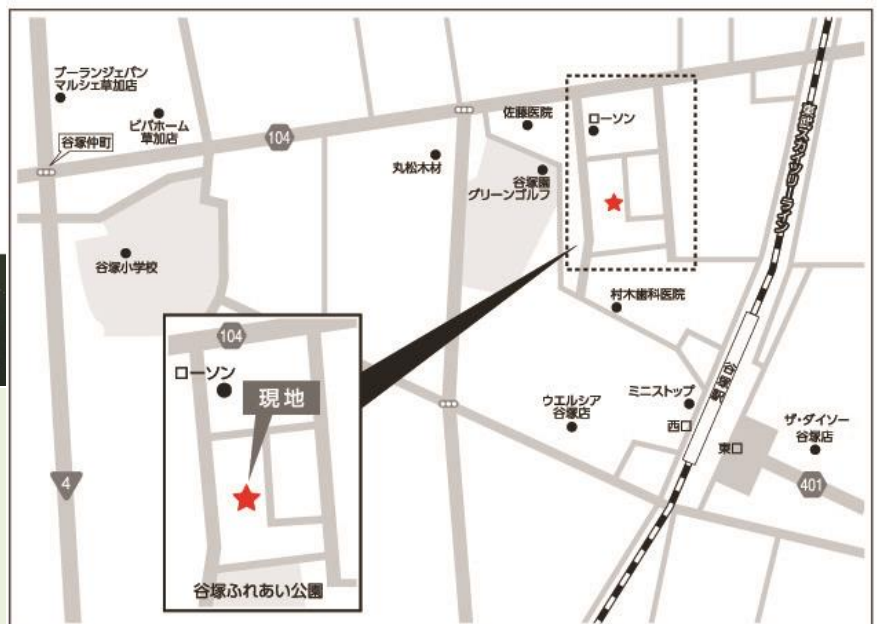 ブーランジェパン
マルシェ草加店
ビバホーム
草加店
谷塚仲町
104
丸松木材
佐藤医院
ローソン
谷塚園
グリーンゴルフ
東武スカイツリーライン
谷塚小学校
村木歯科医院
谷塚駅
ミニストップ
西口
東口
ウエルシア
谷塚店
ザ・ダイソー
谷塚店
401
4
104
ローソン
現地
谷塚ふれあい公園